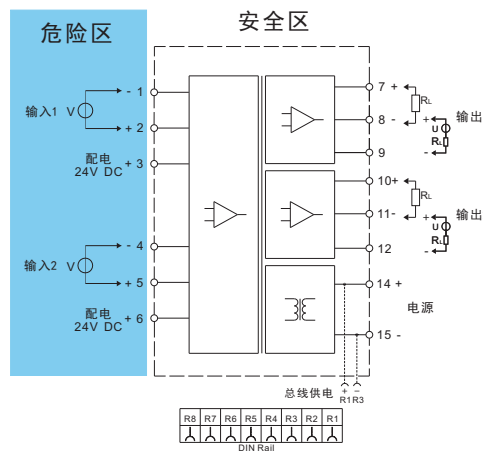 危险区
安全区
输入1 V
- 1
+ 2
配电
24V DC
+ 3
输入2 V
- 4
+ 5
配电
24V DC
+ 6
7 +
8 -
9
RL
+
U
RL
-
输出
10+
11-
12
RL
+
U
RL
-
输出
14 +
电源
15 -
总线供电
+ -
R1 R3
R8 R7 R6 R5 R4 R3 R2 R1
DIN Rail